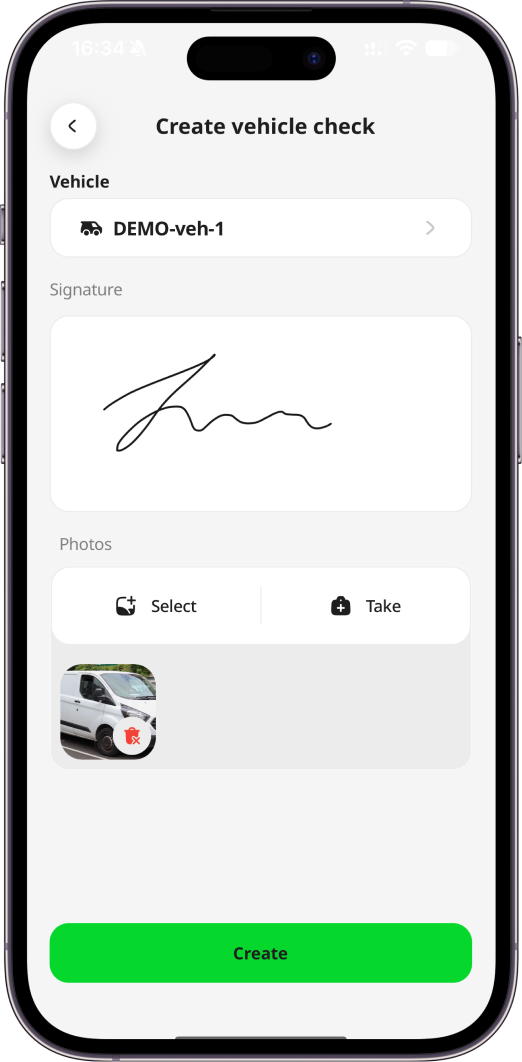 16:34
Create vehicle check
Vehicle
DEMO-veh-1
Signature
Photos
Select
Take
Create